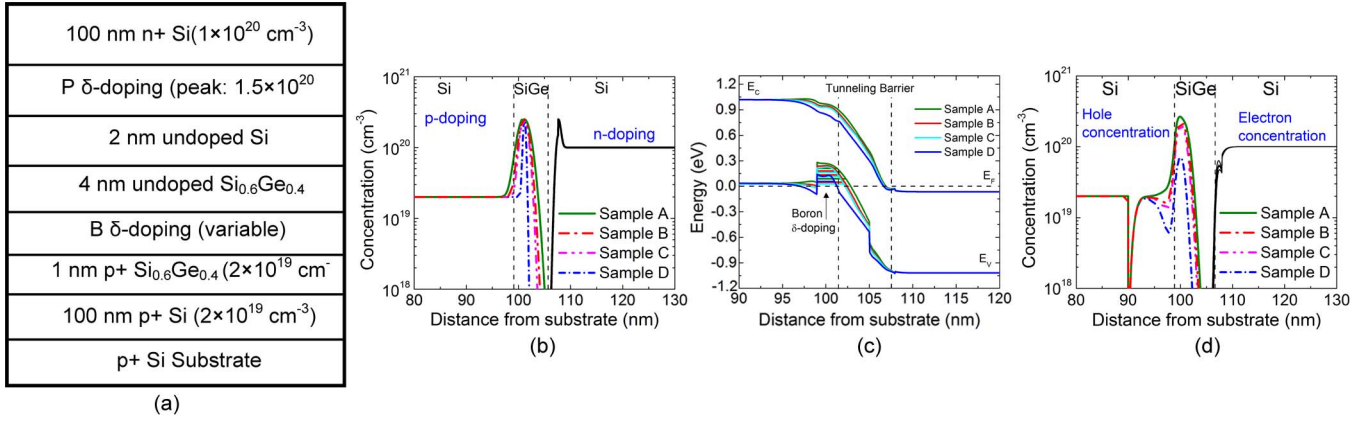 100 nm n+ Si(1×10²⁰ cm⁻³)
P δ-doping (peak: 1.5×10²⁰
2 nm undoped Si
4 nm undoped Si₀.₆Ge₀.₄
B δ-doping (variable)
1 nm p+ Si₀.₆Ge₀.₄ (2×10¹⁹ cm⁻
100 nm p+ Si (2×10¹⁹ cm⁻³)
p+ Si Substrate
(a)
Concentration (cm⁻³)
10²¹
10²⁰
10¹⁹
10¹⁸
Si
SiGe
Si
p-doping
n-doping
Sample A
Sample B
Sample C
Sample D
80 90 100 110 120 130
Distance from substrate (nm)
(b)
Energy (eV)
1.2
0.9
0.6
0.3
0.0
-0.3
-0.6
-0.9
-1.2
Tunneling Barrier
E_C
Sample A
Sample B
Sample C
Sample D
E_F
Boron
δ-doping
E_V
90 95 100 105 110 115 120
Distance from substrate (nm)
(c)
Concentration (cm⁻³)
10²¹
10²⁰
10¹⁹
10¹⁸
Si
SiGe
Si
Hole
concentration
Electron
concentration
Sample A
Sample B
Sample C
Sample D
80 90 100 110 120 130
Distance from substrate (nm)
(d)